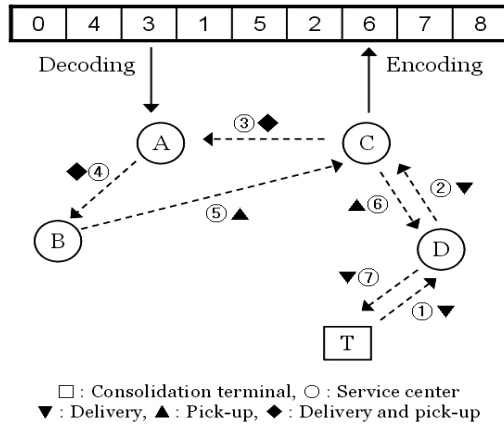 0 4 3 1 5 2 6 7 8
Decoding Encoding
③◆
A C
◆④ ②▼
⑤▲ ▲⑥
B D
▼⑦
①▼
T
□ : Consolidation terminal, ○ : Service center
▼ : Delivery, ▲ : Pick-up, ◆ : Delivery and pick-up